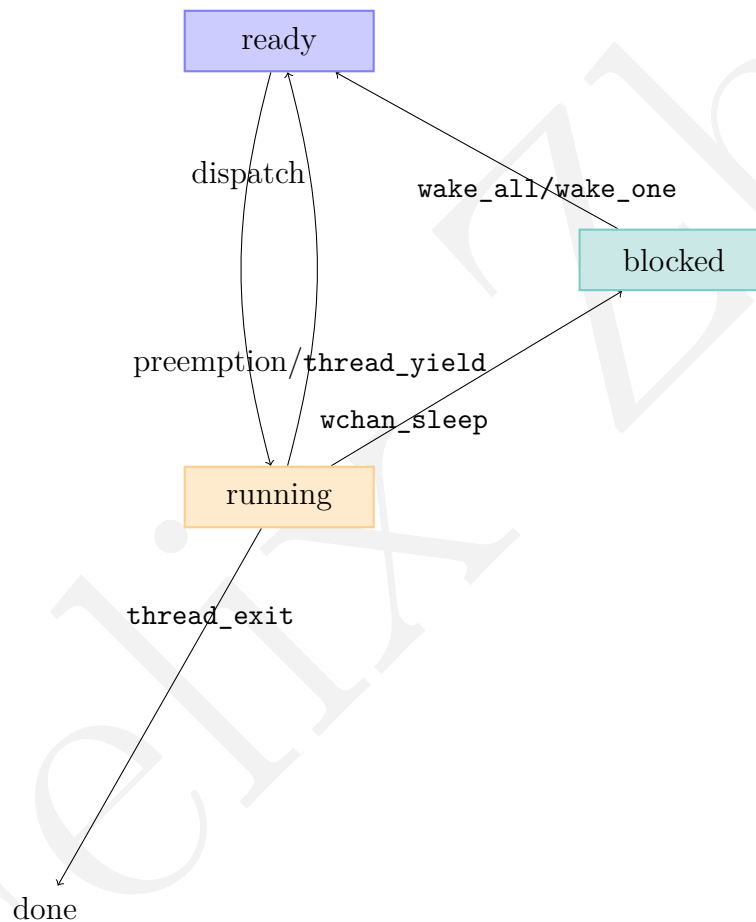 ready
dispatch
wake_all/wake_one
blocked
preemption/thread_yield
wchan_sleep
running
thread_exit
done